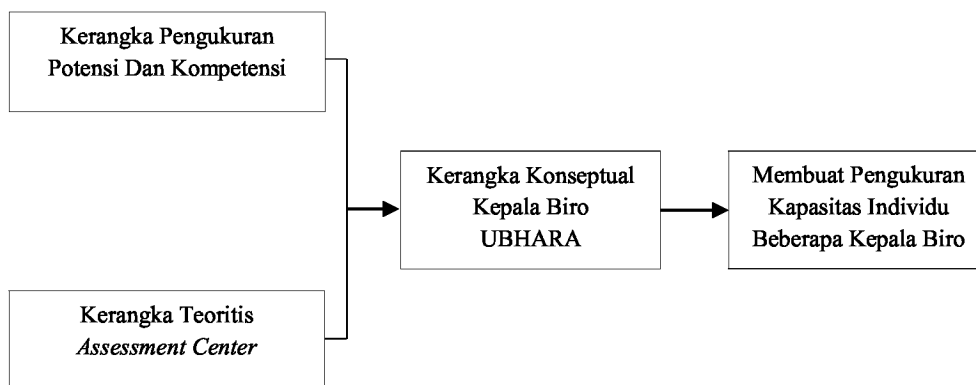 Kerangka Pengukuran
Potensi Dan Kompetensi
Kerangka Teoritis
Assessment Center
Kerangka Konseptual
Kepala Biro
UBHARA
Membuat Pengukuran
Kapasitas Individu
Beberapa Kepala Biro